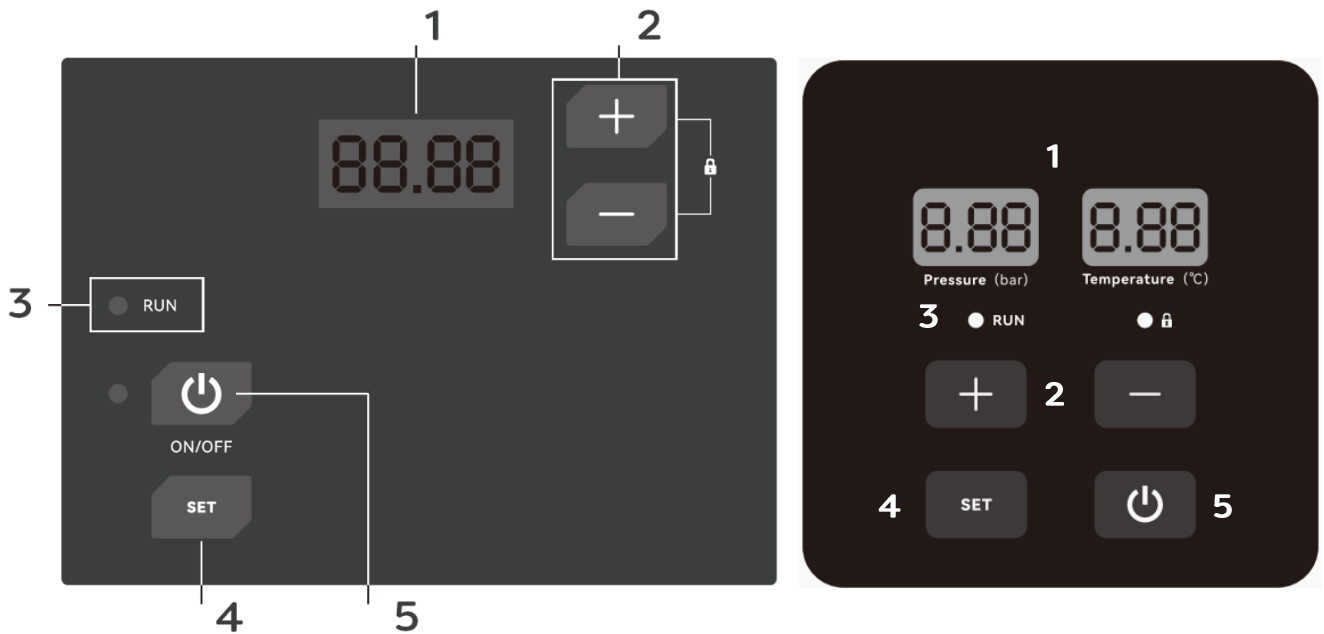 1
2
88.88
3
RUN
ON/OFF
SET
4
5
1
8.88
8.88
Pressure (bar)
Temperature (℃)
3
RUN
2
4
SET
5